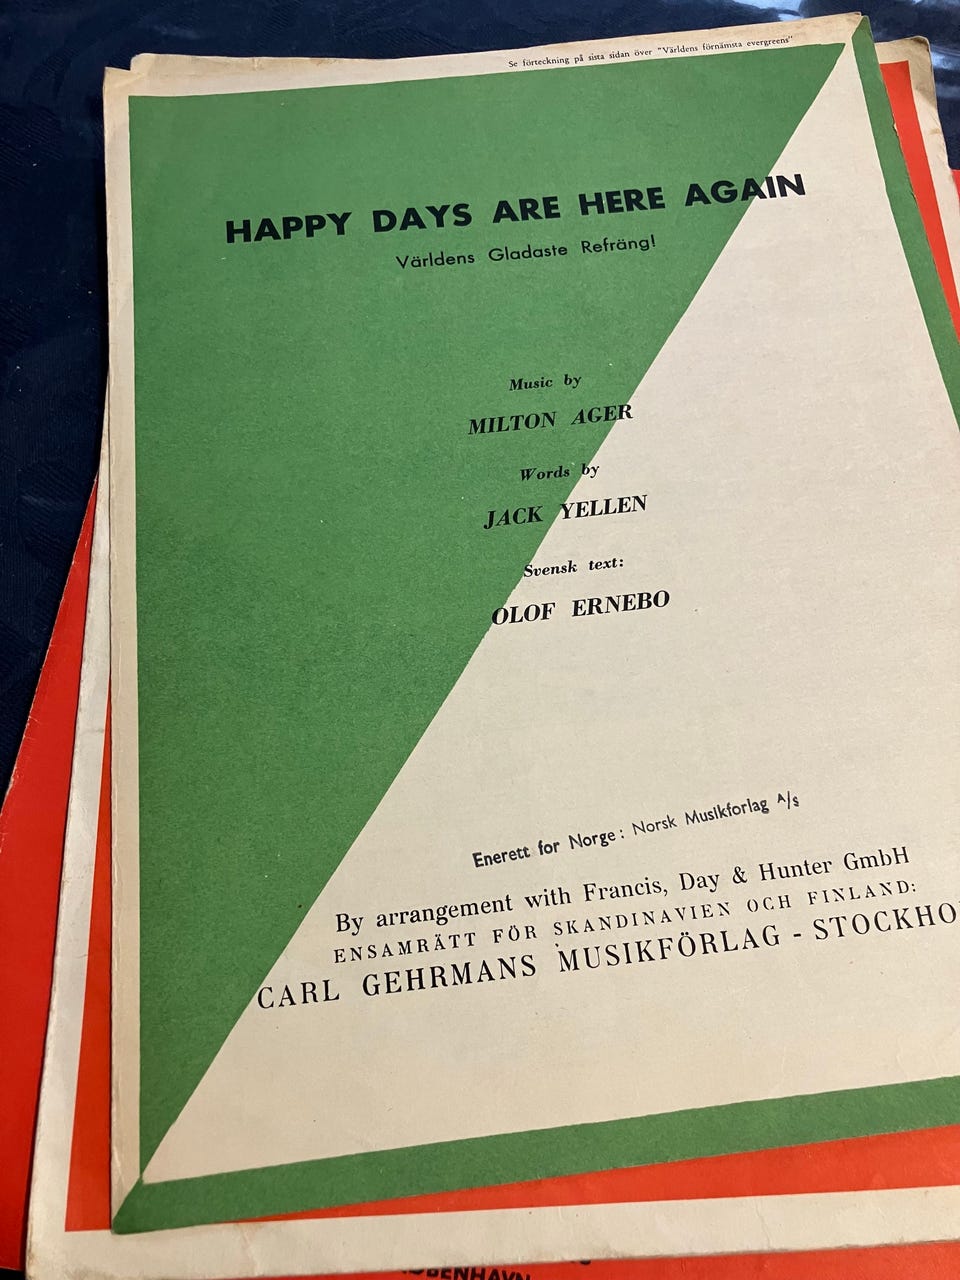 Se förteckning på sista sidan över "Världens förnämsta evergreens"
HAPPY DAYS ARE HERE AGAIN
Världens Gladaste Refräng!
Music by
MILTON AGER
Words by
JACK YELLEN
Svensk text:
OLOF ERNEBO
Enerett for Norge: Norsk Musikforlag A/s
By arrangement with Francis, Day & Hunter GmbH
ENSAMRÄTT FÖR SKANDINAVIEN OCH FINLAND:
CARL GEHRMANS MUSIKFÖRLAG - STOCKHO